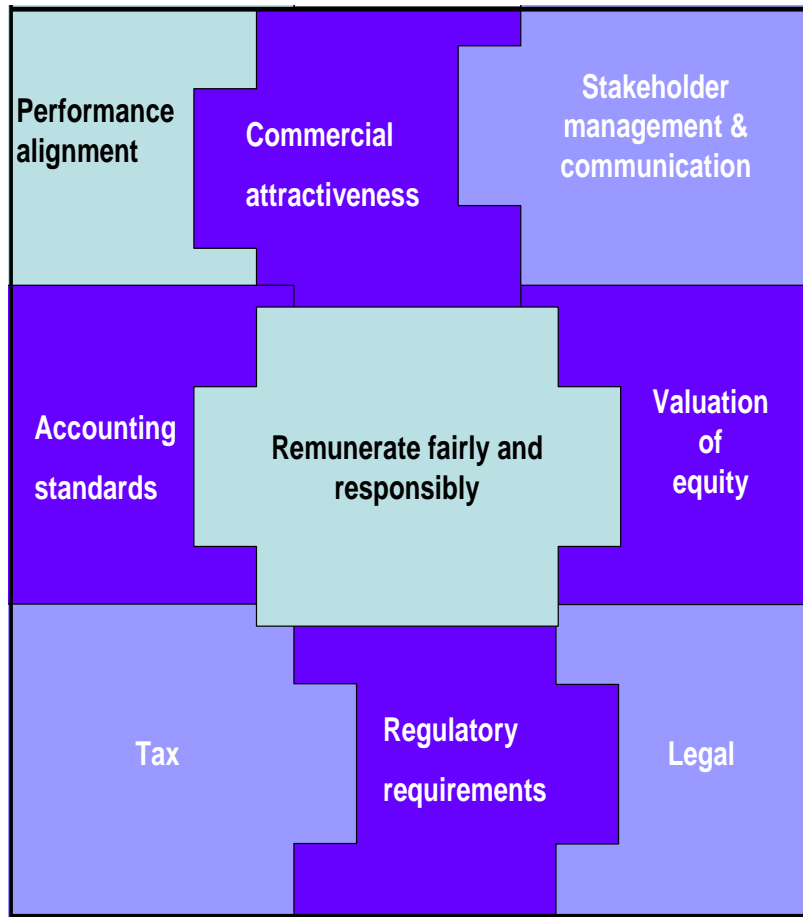 Performance
alignment
Commercial
attractiveness
Stakeholder
management &
communication
Accounting
standards
Remunerate fairly and
responsibly
Valuation
of
equity
Tax
Regulatory
requirements
Legal